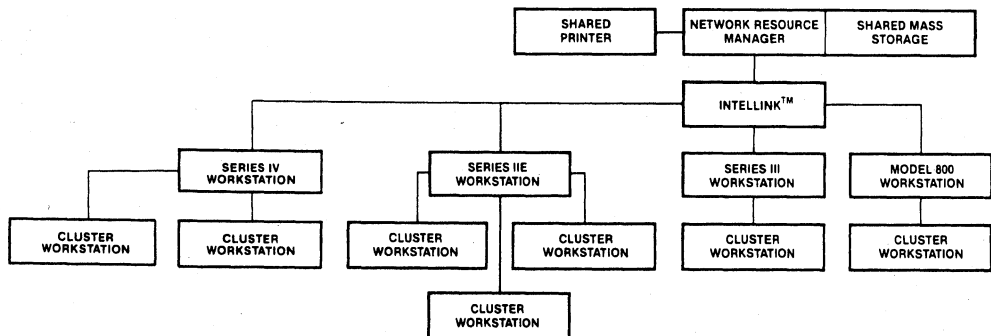 SHARED
PRINTER
NETWORK RESOURCE
MANAGER
SHARED MASS
STORAGE
INTELLINK™
SERIES IV
WORKSTATION
SERIES IIE
WORKSTATION
SERIES III
WORKSTATION
MODEL 800
WORKSTATION
CLUSTER
WORKSTATION
CLUSTER
WORKSTATION
CLUSTER
WORKSTATION
CLUSTER
WORKSTATION
CLUSTER
WORKSTATION
CLUSTER
WORKSTATION
CLUSTER
WORKSTATION